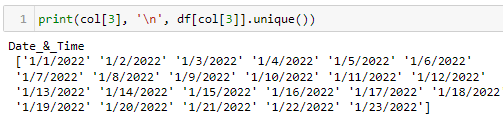 1 print(col[3], '\n', df[col[3]].unique())
Date_&_Time
['1/1/2022' '1/2/2022' '1/3/2022' '1/4/2022' '1/5/2022' '1/6/2022'
'1/7/2022' '1/8/2022' '1/9/2022' '1/10/2022' '1/11/2022' '1/12/2022'
'1/13/2022' '1/14/2022' '1/15/2022' '1/16/2022' '1/17/2022' '1/18/2022
'1/19/2022' '1/20/2022' '1/21/2022' '1/22/2022' '1/23/2022']